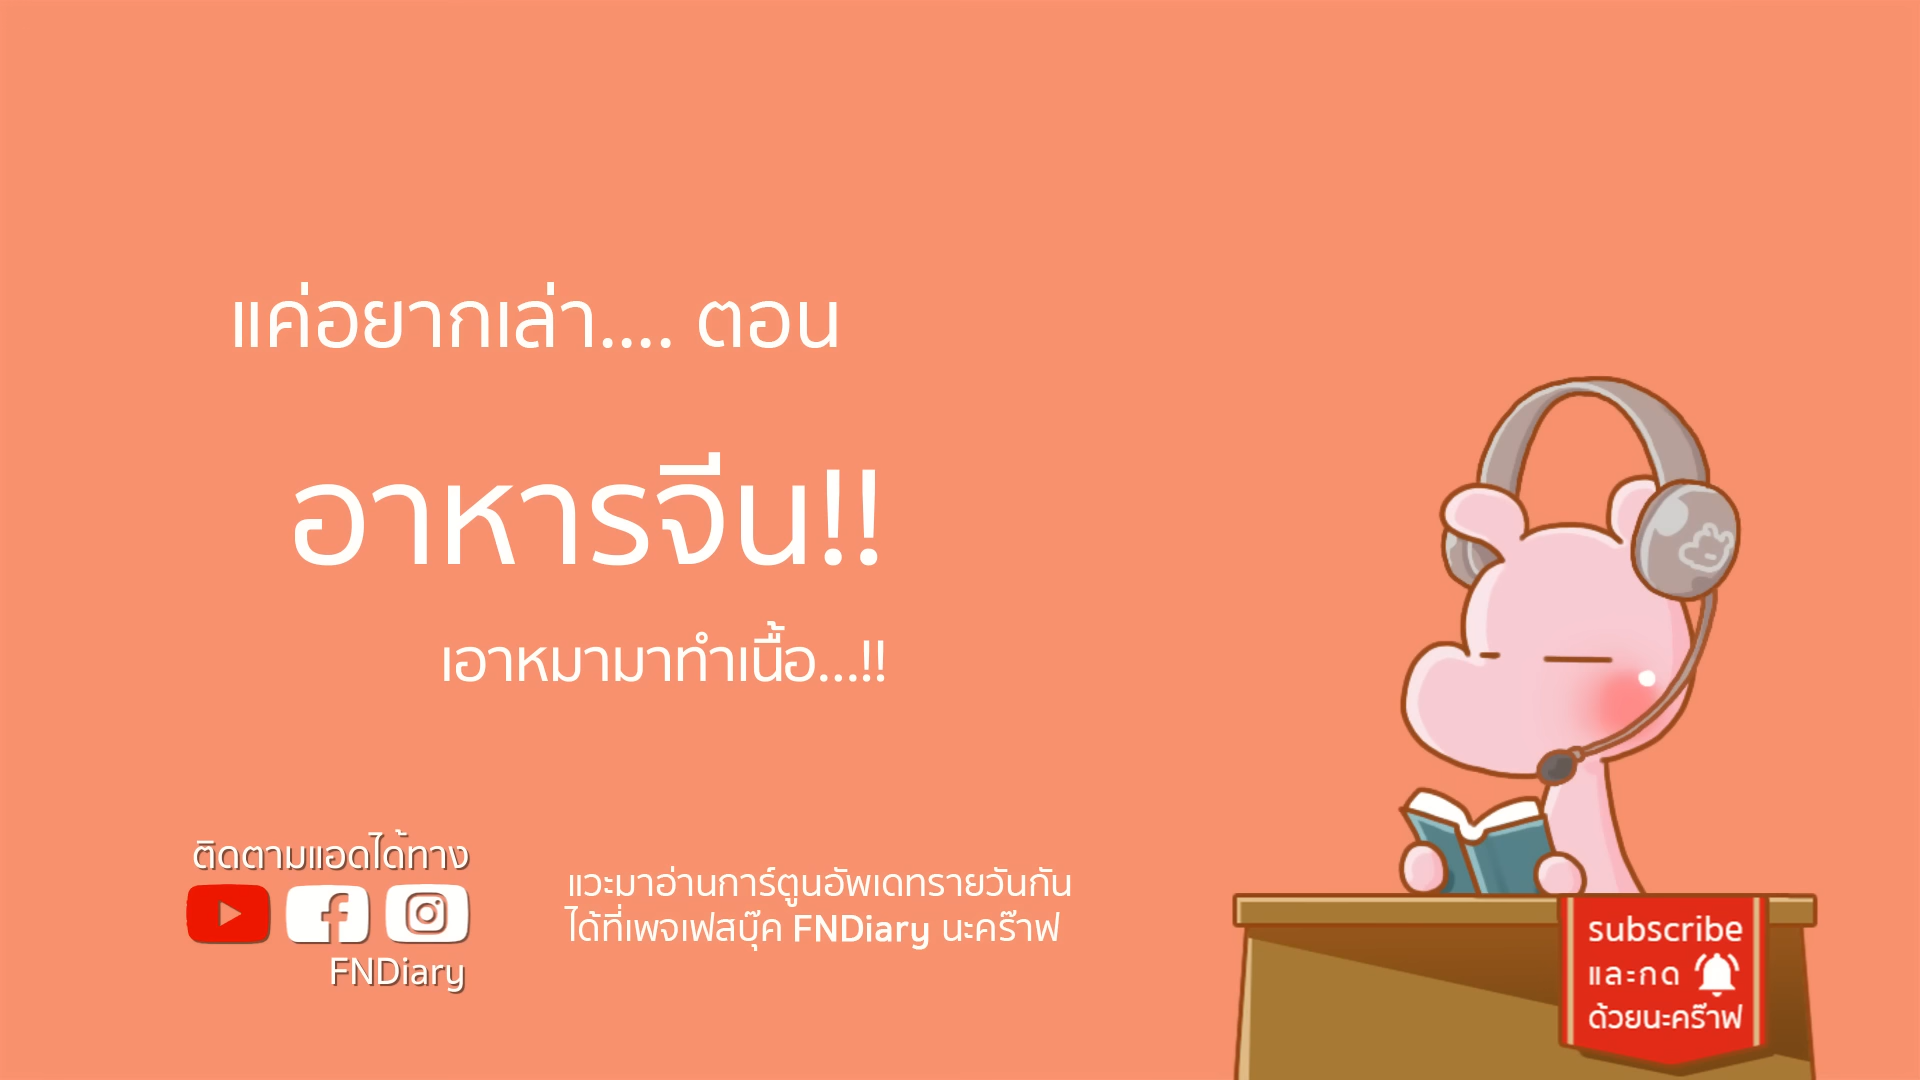 แค่อยากเล่า.... ตอน
อาหารจีน!!
เอาหมามาทำเนื้อ...!!
ติดตามแอดได้ทาง
FNDiary
แวะมาอ่านการ์ตูนอัพเดทรายวันกัน
ได้ที่เพจเฟสบุ๊ค FNDiary นะคร๊าฟ
subscribe
และกด
ด้วยนะคร๊าฟ